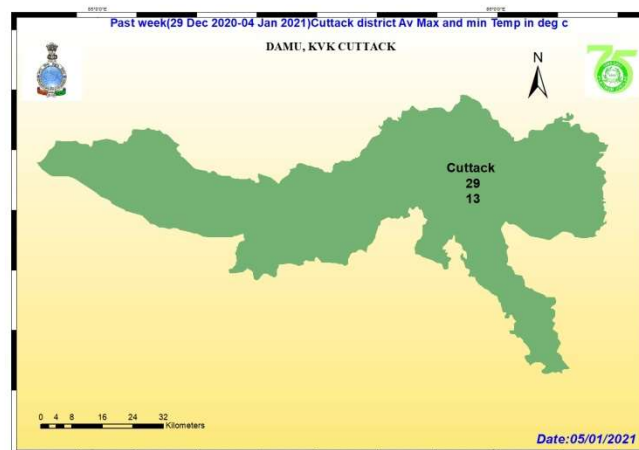 Past week(29 Dec 2020-04 Jan 2021)Cuttack district Av Max and min Temp in deg c
DAMU, KVK CUTTACK
N
75
Cuttack
29
13
0 4 8 16 24 32
Kilometers
Date:05/01/2021